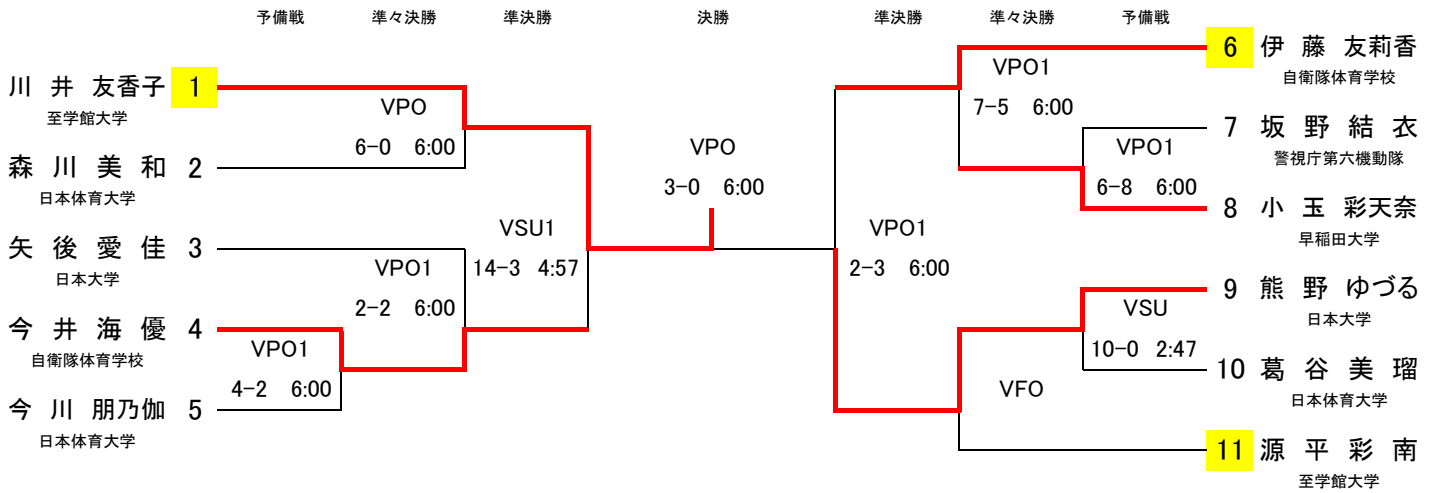 予備戦 準々決勝 準決勝 決勝 準決勝 準々決勝 予備戦
川 井 友香子 1
至学館大学
森 川 美 和 2
日本体育大学
矢 後 愛 佳 3
日本大学
今 井 海 優 4
自衛隊体育学校
今 川 朋乃伽 5
日本体育大学
VPO
6-0 6:00
VPO1
4-2 6:00
VPO1
2-2 6:00
VSU1
14-3 4:57
VPO
3-0 6:00
VPO1
2-3 6:00
VPO1
7-5 6:00
VFO
VPO1
6-8 6:00
VSU
10-0 2:47
6 伊 藤 友莉香
自衛隊体育学校
7 坂 野 結 衣
警視庁第六機動隊
8 小 玉 彩天奈
早稲田大学
9 熊 野 ゆづる
日本大学
10 葛 谷 美 瑠
日本体育大学
11 源 平 彩 南
至学館大学